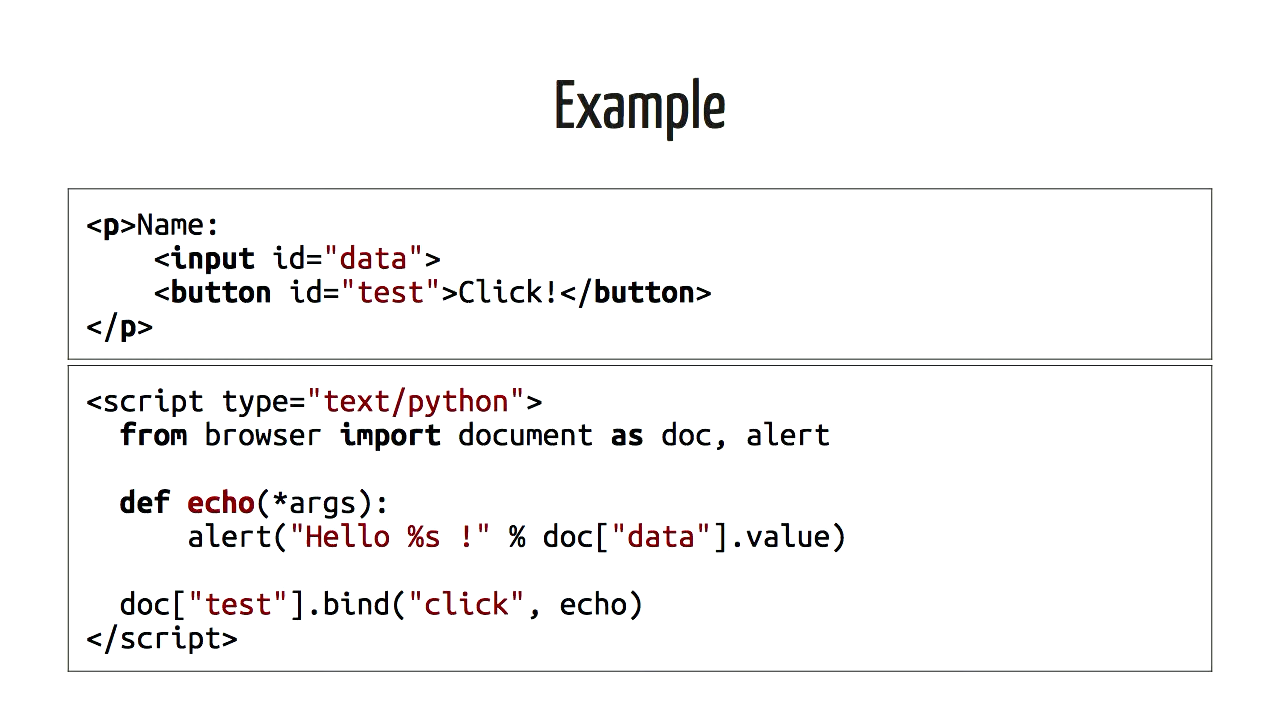 Example
<p>Name:
    <input id="data">
    <button id="test">Click!</button>
</p>
<script type="text/python">
  from browser import document as doc, alert
  def echo(*args):
      alert("Hello %s !" % doc["data"].value)
  doc["test"].bind("click", echo)
</script>